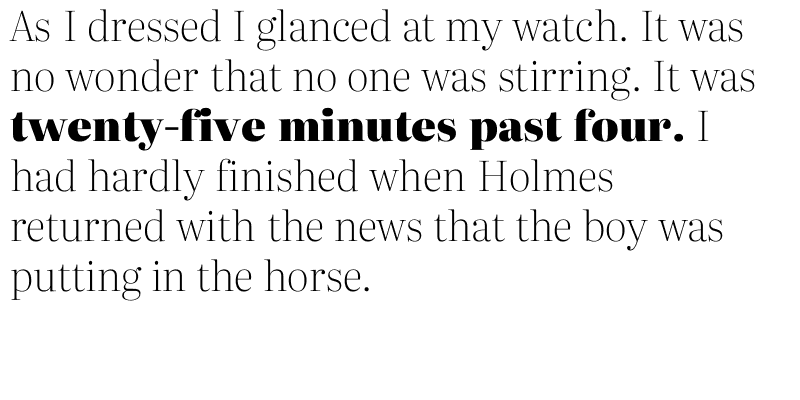 As I dressed I glanced at my watch. It was
no wonder that no one was stirring. It was
twenty-five minutes past four. I
had hardly finished when Holmes
returned with the news that the boy was
putting in the horse.